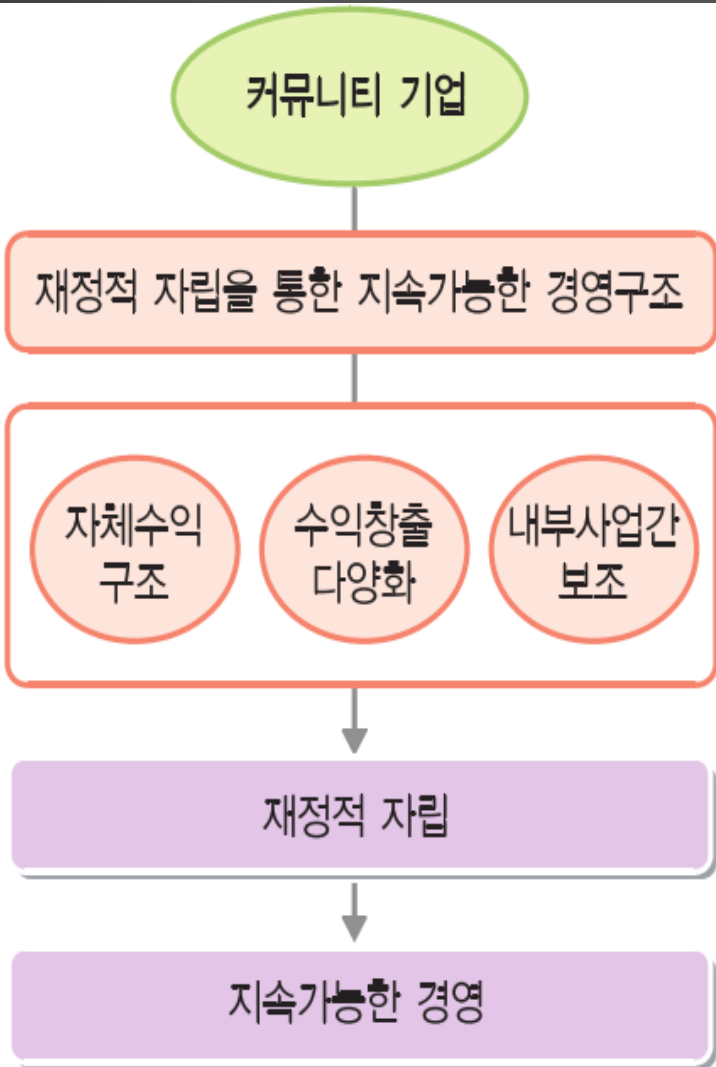 커뮤니티 기업
재정적 자립을 통한 지속가능한 경영구조
자체수익
구조
수익창출
다양화
내부사업간
보조
재정적 자립
지속가능한 경영